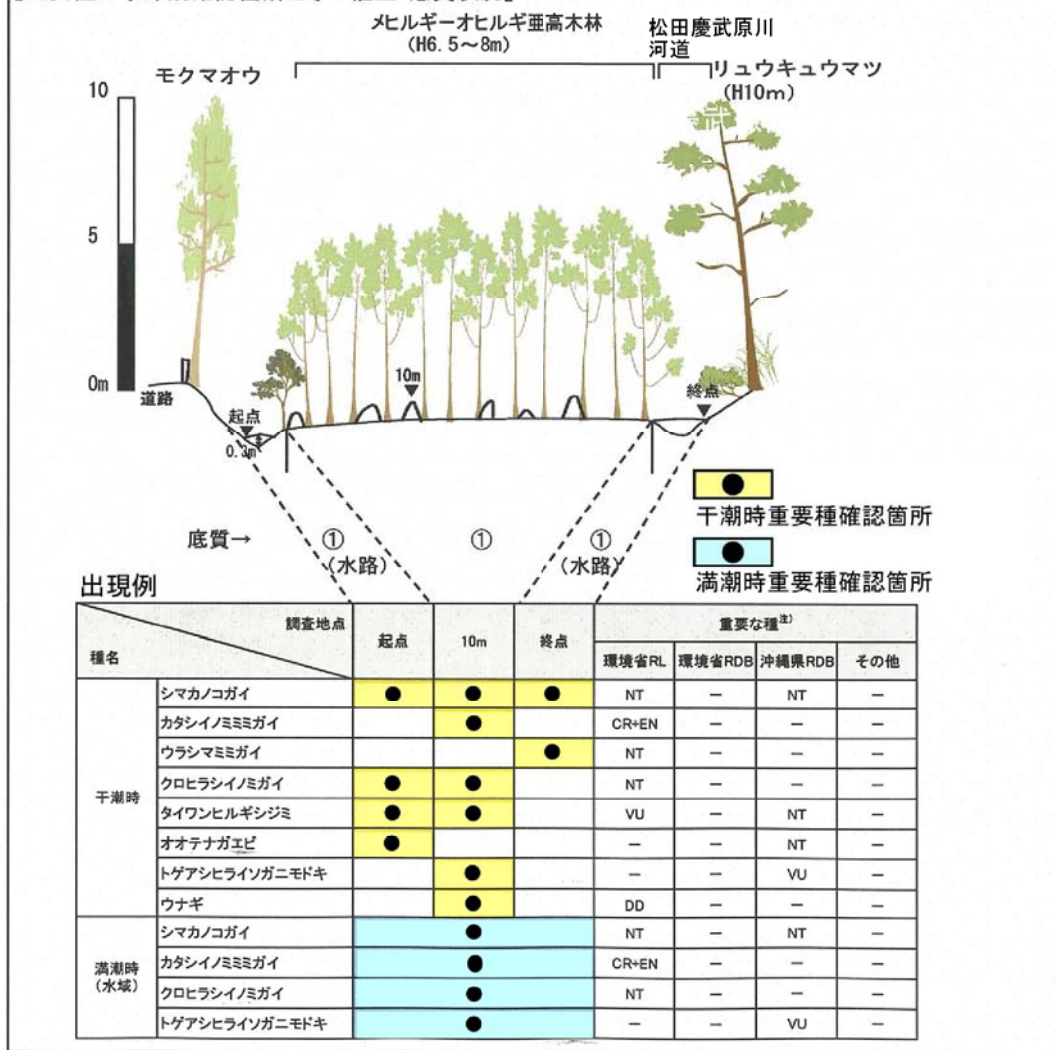 メヒルギーオヒルギ亜高木林
(H6.5～8m)
松田慶武原川
河道
モクマオウ
リュウキュウマツ
(H10m)
武
10
5
0m
道路
起点
0.3m
10m
終点
干潮時重要種確認箇所
満潮時重要種確認箇所
底質→
① (水路)
①
① (水路)
出現例
調査地点
種名
起点 10m 終点 重要な種注)
環境省RL 環境省RDB 沖縄県RDB その他
干潮時
シマカノコガイ ● ● ● NT － NT －
カタシイノミミミガイ ● CR+EN － － －
ウラシマミミガイ ● NT － － －
クロヒラシイノミガイ ● ● NT － － －
タイワンヒルギシジミ ● ● VU － NT －
オオテナガエビ ● － － NT －
トゲアシヒライソガニモドキ ● － － VU －
ウナギ ● DD － － －
満潮時
(水域)
シマカノコガイ ● NT － NT －
カタシイノミミミガイ ● CR+EN － － －
クロヒラシイノミガイ ● NT － － －
トゲアシヒライソガニモドキ ● － － VU －